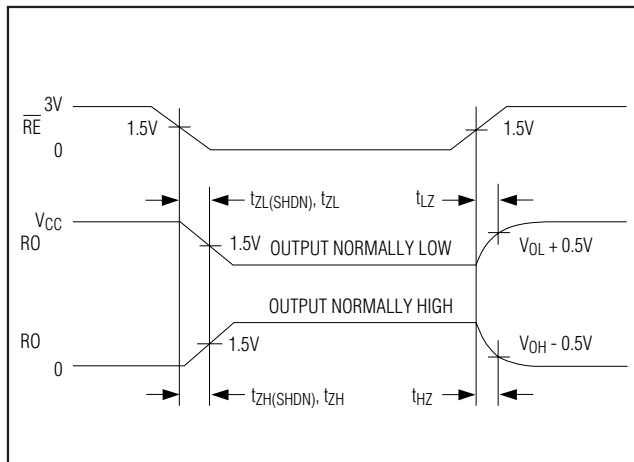 3V
R̅E̅
1.5V
1.5V
0
tZL(SHDN), tZL
tLZ
VCC
RO
1.5V
OUTPUT NORMALLY LOW
VOL + 0.5V
OUTPUT NORMALLY HIGH
RO
1.5V
VOH - 0.5V
0
tZH(SHDN), tZH
tHZ